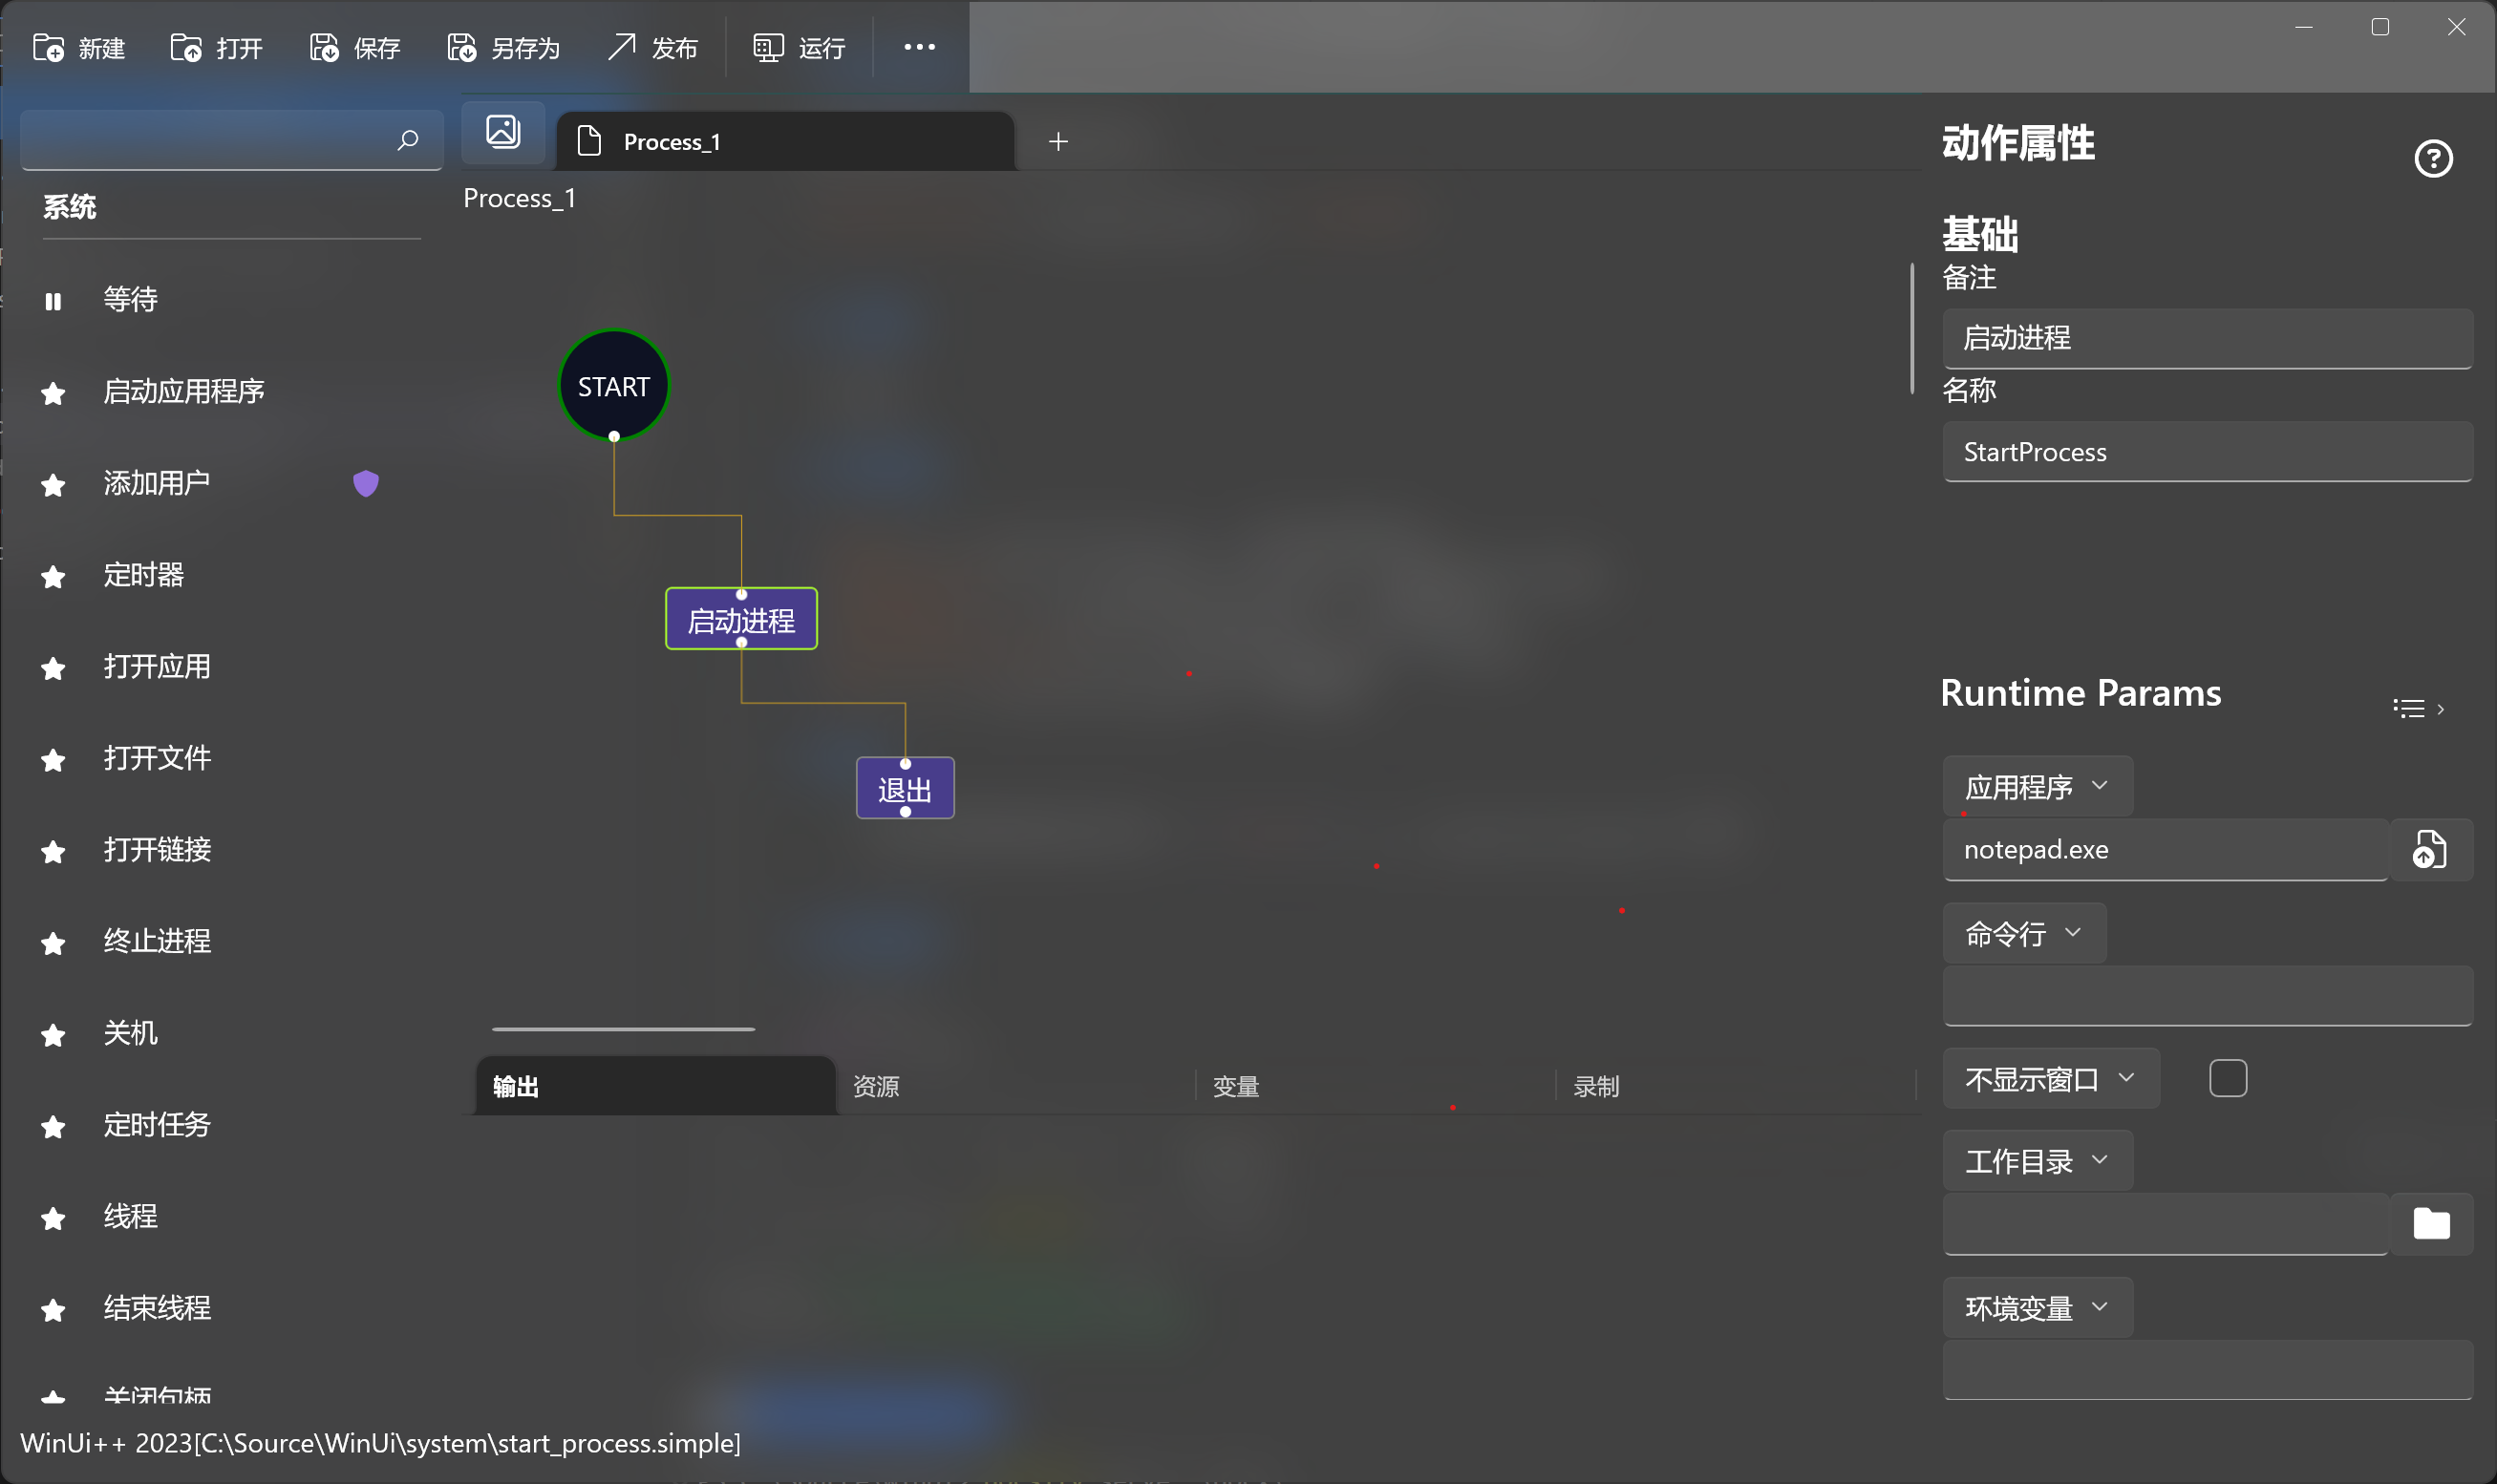 新建
打开
保存
另存为
发布
运行
Process_1
Process_1
系统
等待
启动应用程序
添加用户
定时器
打开应用
打开文件
打开链接
终止进程
关机
定时任务
线程
结束线程
关闭句柄
START
启动进程
退出
输出
资源
变量
录制
动作属性
基础
备注
启动进程
名称
StartProcess
Runtime Params
应用程序
notepad.exe
命令行
不显示窗口
工作目录
环境变量
WinUi++ 2023[C:\Source\WinUi\system\start_process.simple]